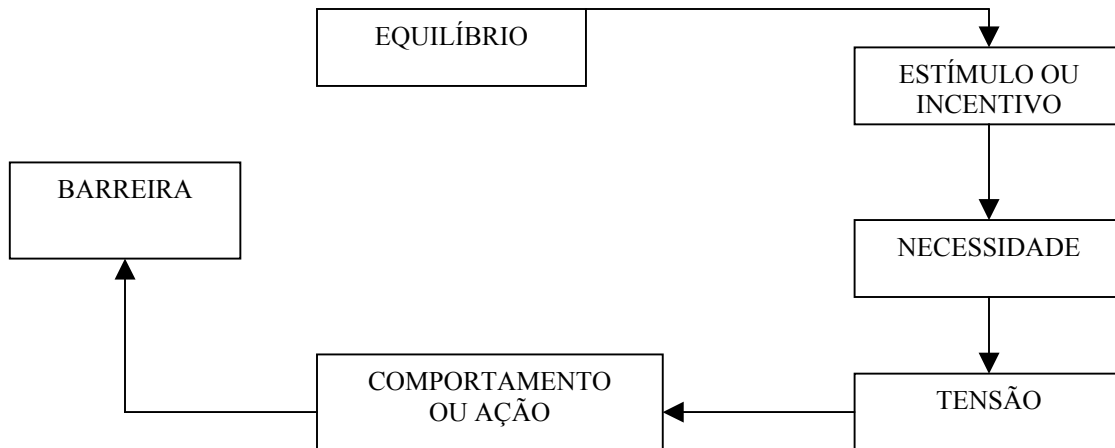 EQUILÍBRIO
ESTÍMULO OU
INCENTIVO
BARREIRA
NECESSIDADE
COMPORTAMENTO
OU AÇÃO
TENSÃO